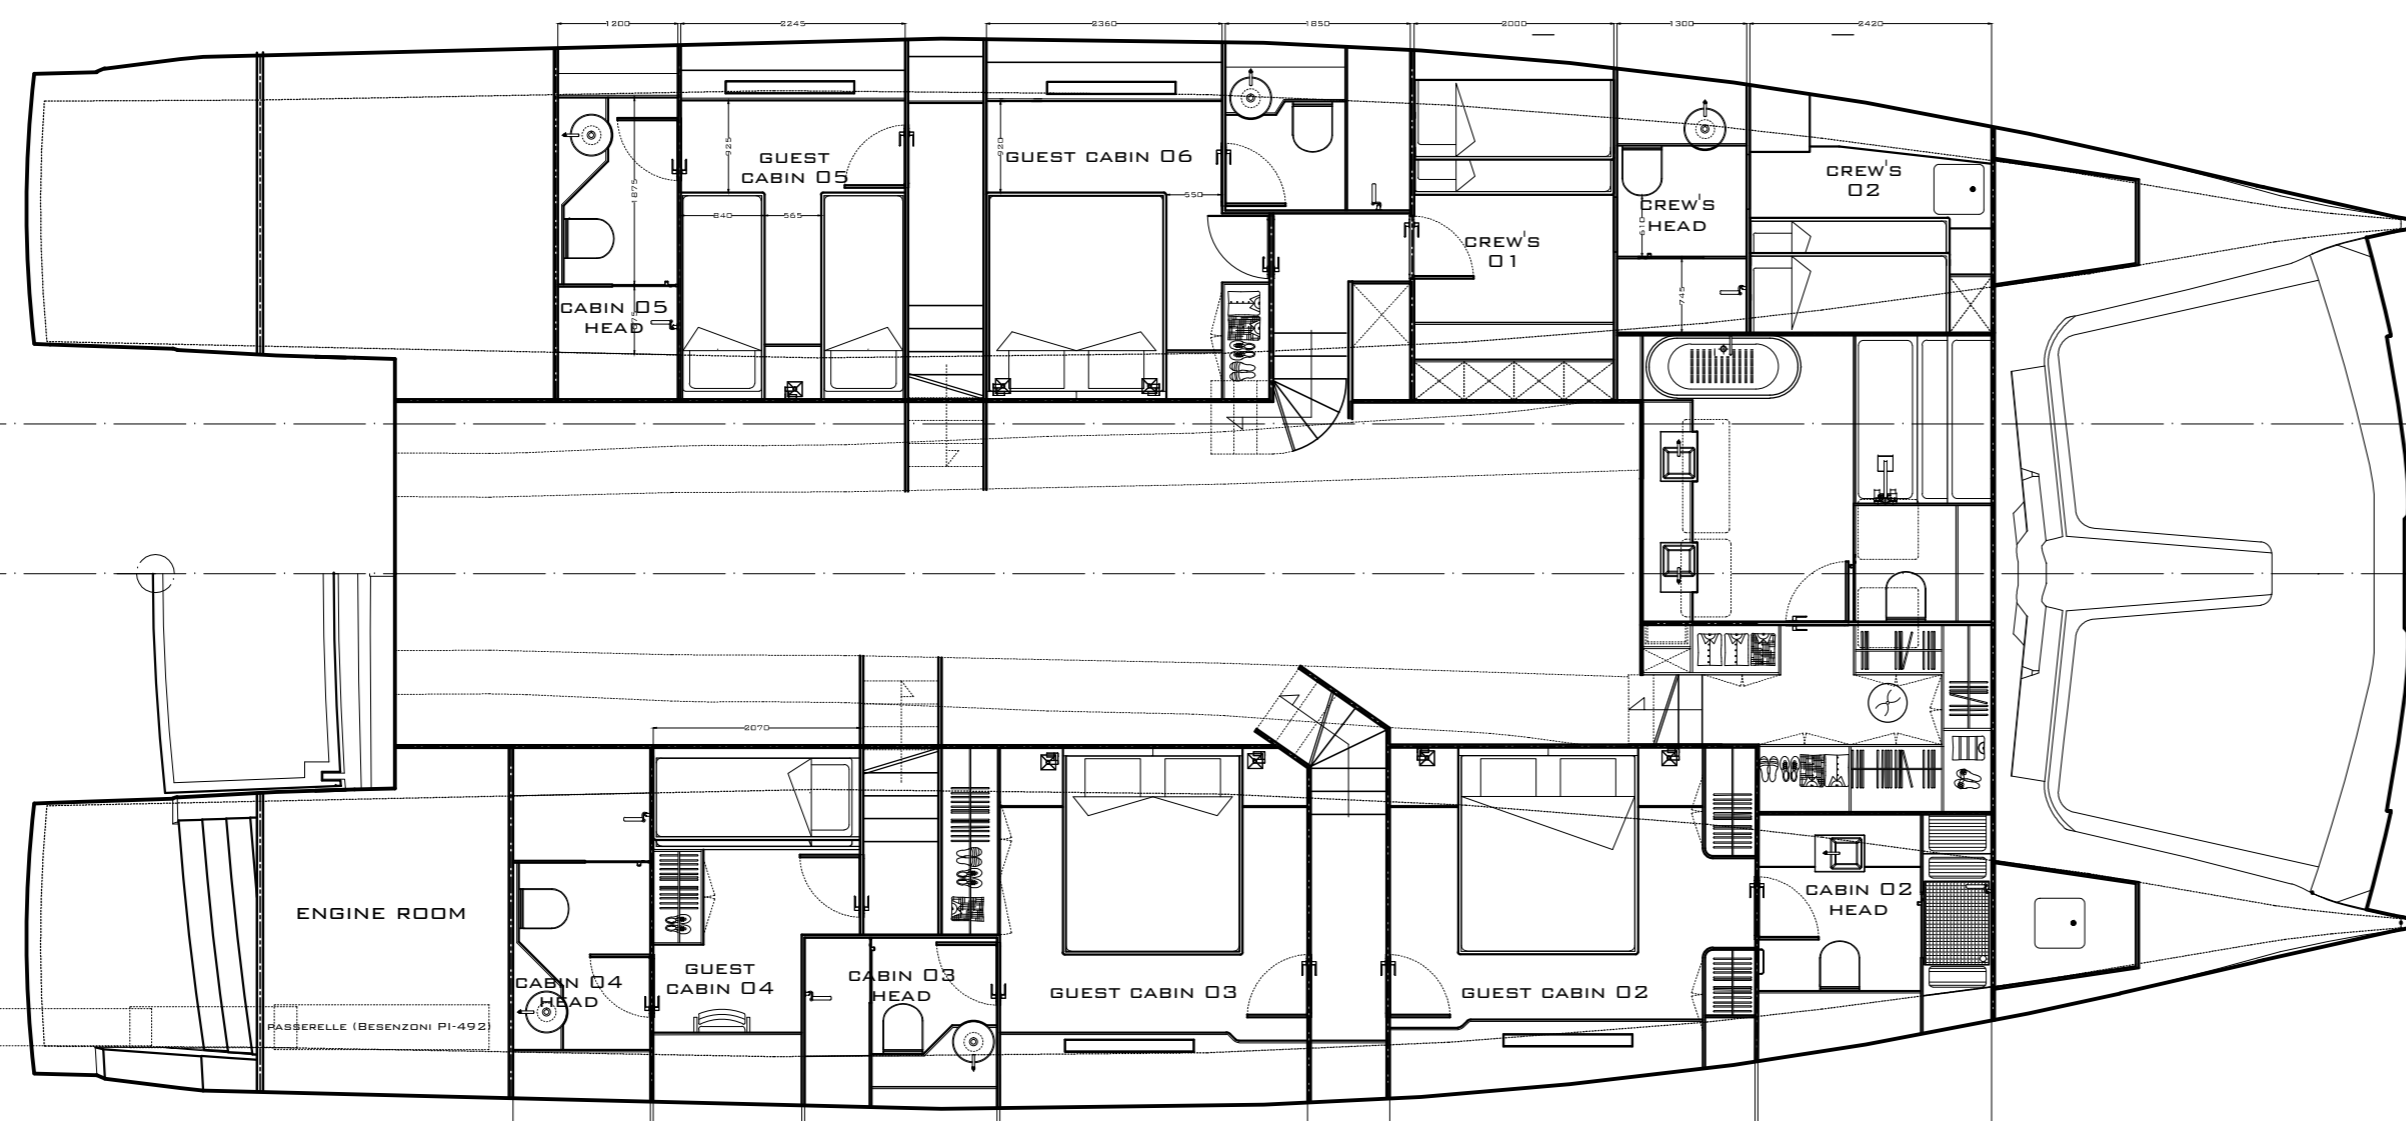 1200
2245
2360
1850
2000
1300
2420
925
GUEST
CABIN 05
920
GUEST CABIN 06
550
CREW'S
02
1875
840
565
CREW'S
HEAD
610
CREW'S
01
745
CABIN 05
HEAD
2070
ENGINE ROOM
CABIN 04
HEAD
GUEST
CABIN 04
CABIN 03
HEAD
GUEST CABIN 03
GUEST CABIN 02
CABIN 02
HEAD
PASSERELLE (BESENZONI PI-492)